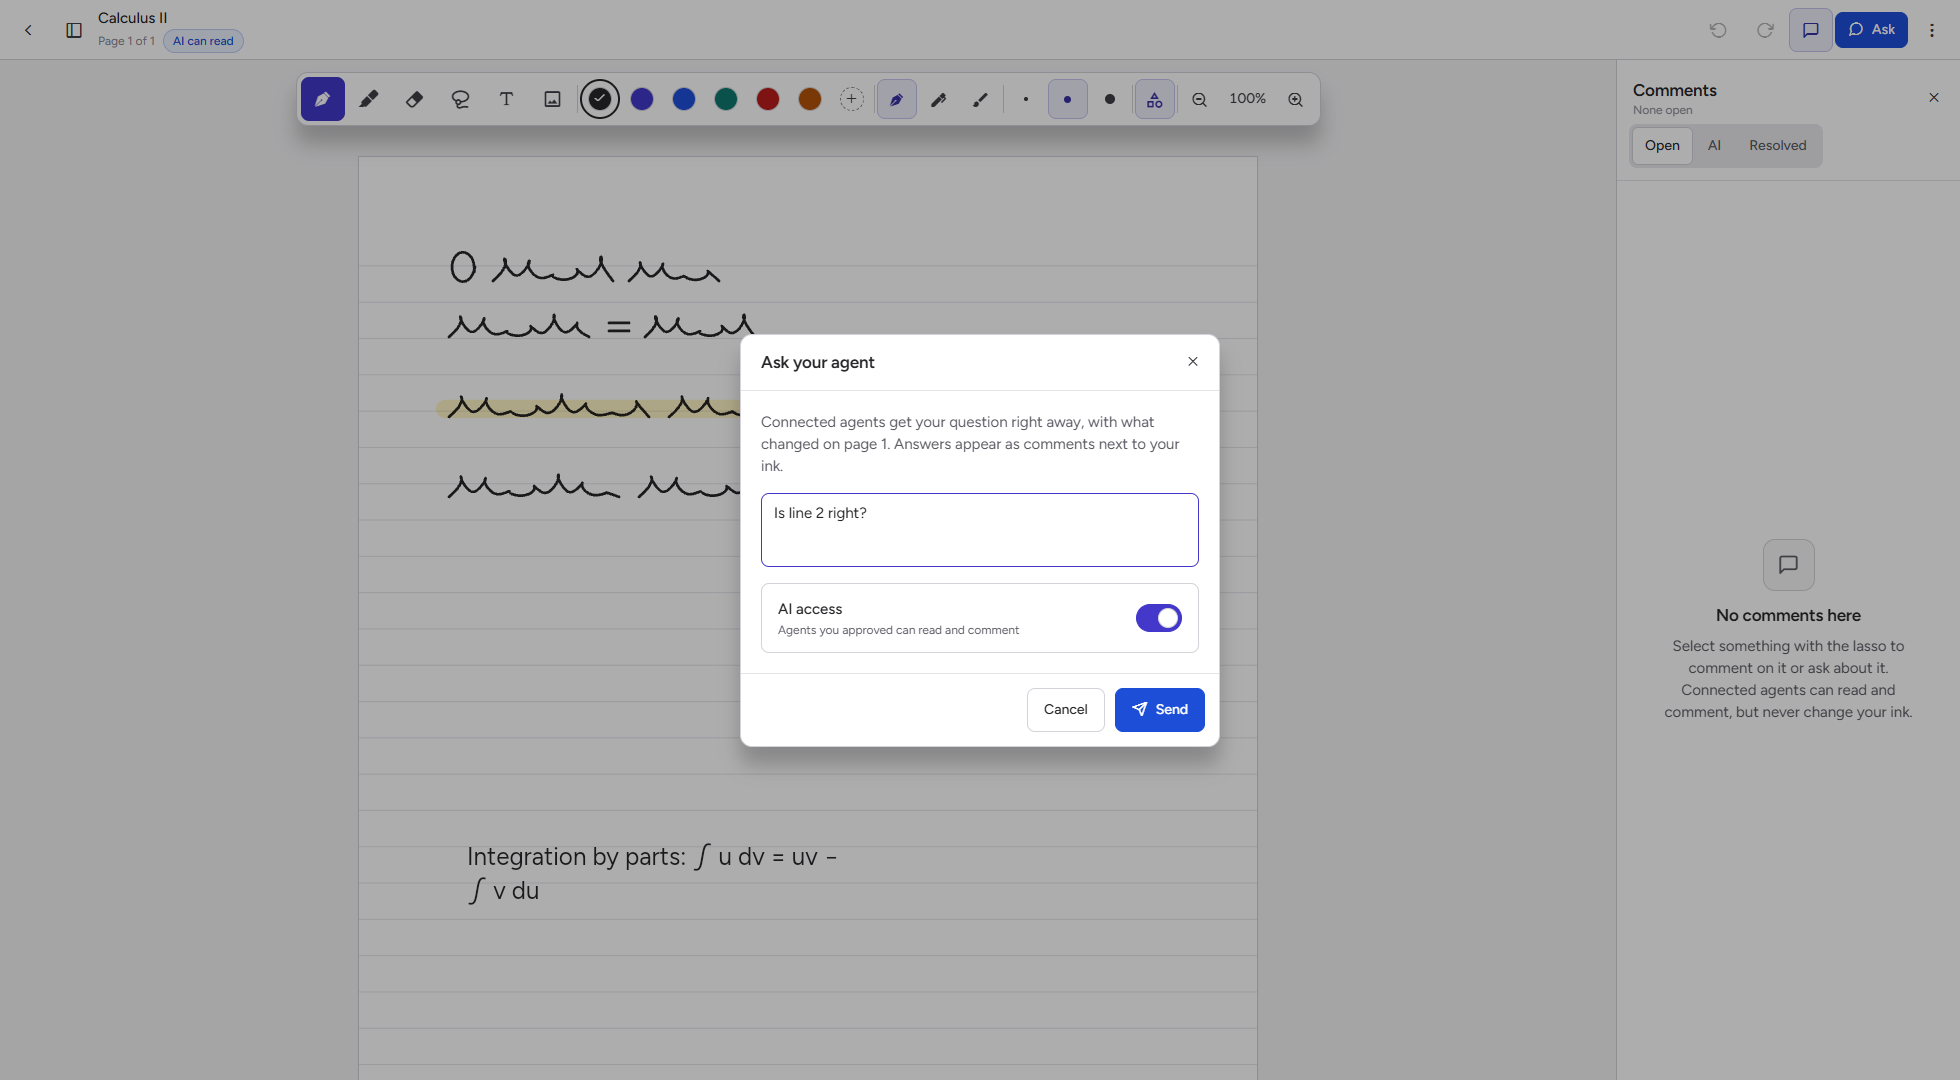 Calculus II
Page 1 of 1 AI can read
Ask
T
100%
Comments
None open
Open AI Resolved
0
=
Ask your agent
Connected agents get your question right away, with what
changed on page 1. Answers appear as comments next to your
ink.
Is line 2 right?
AI access
Agents you approved can read and comment
Cancel Send
No comments here
Select something with the lasso to
comment on it or ask about it.
Connected agents can read and
comment, but never change your ink.
Integration by parts: ∫ u dv = uv −
∫ v du